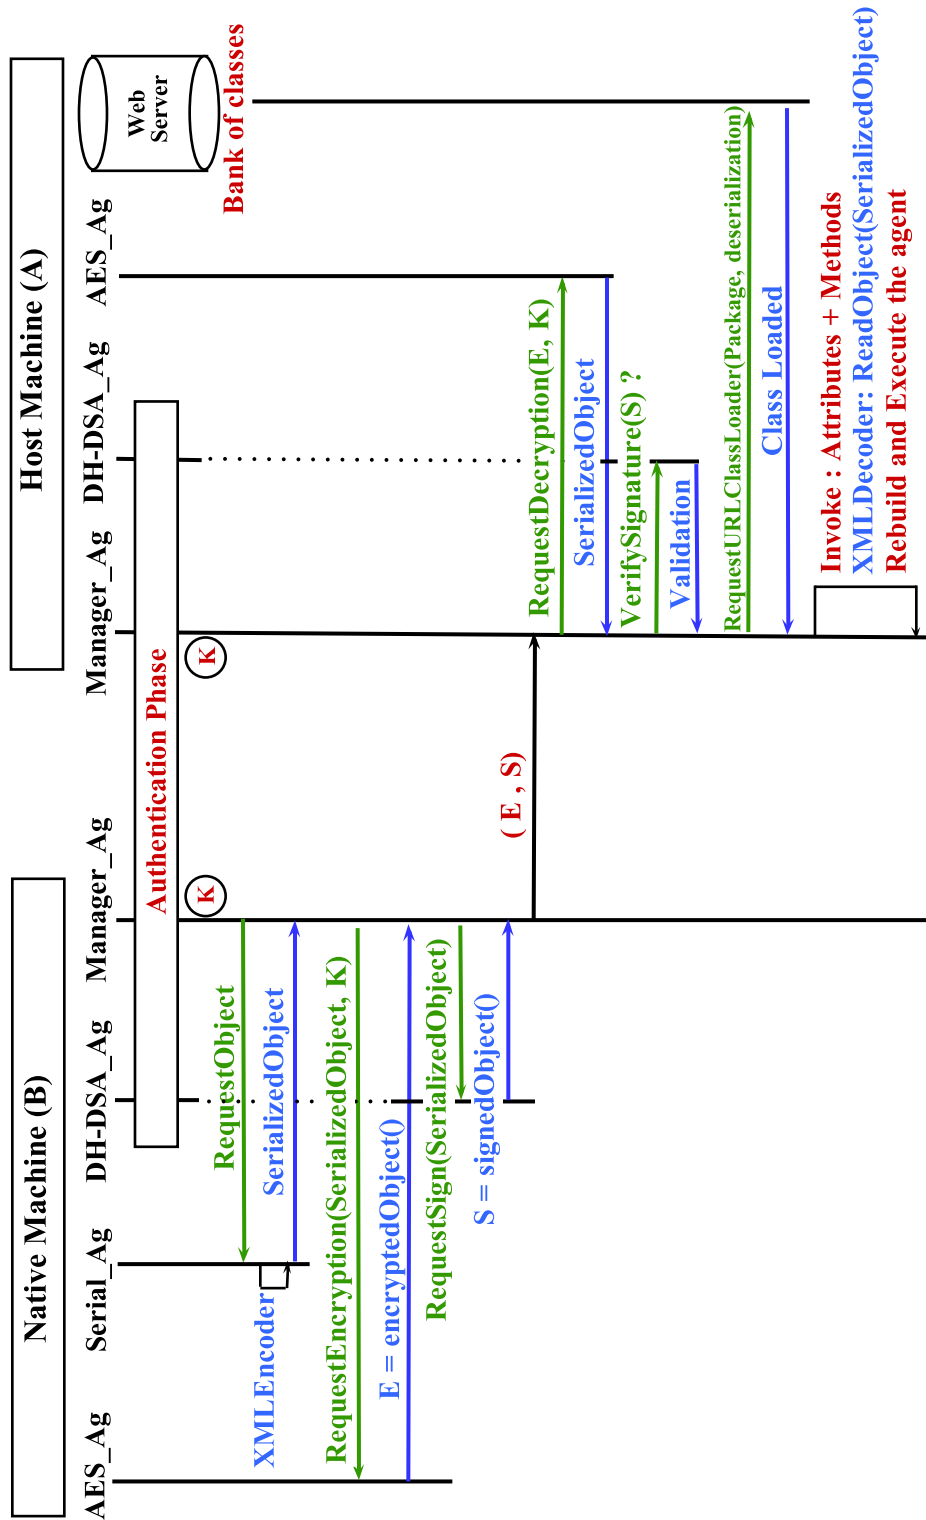 Native Machine (B)
Host Machine (A)
AES_Ag
Serial_Ag
DH-DSA_Ag
Manager_Ag
Manager_Ag
DH-DSA_Ag
AES_Ag
Web
Server
Bank of classes
Authentication Phase
K
K
RequestObject
XMLEncoder
SerializedObject
RequestEncryption(SerializedObject, K)
E = encryptedObject()
RequestSign(SerializedObject)
S = signedObject()
( E , S)
RequestDecryption(E, K)
SerializedObject
VerifySignature(S) ?
Validation
RequestURLClassLoader(Package, deserialization)
Class Loaded
Invoke : Attributes + Methods
XMLDecoder: ReadObject(SerializedObject)
Rebuild and Execute the agent